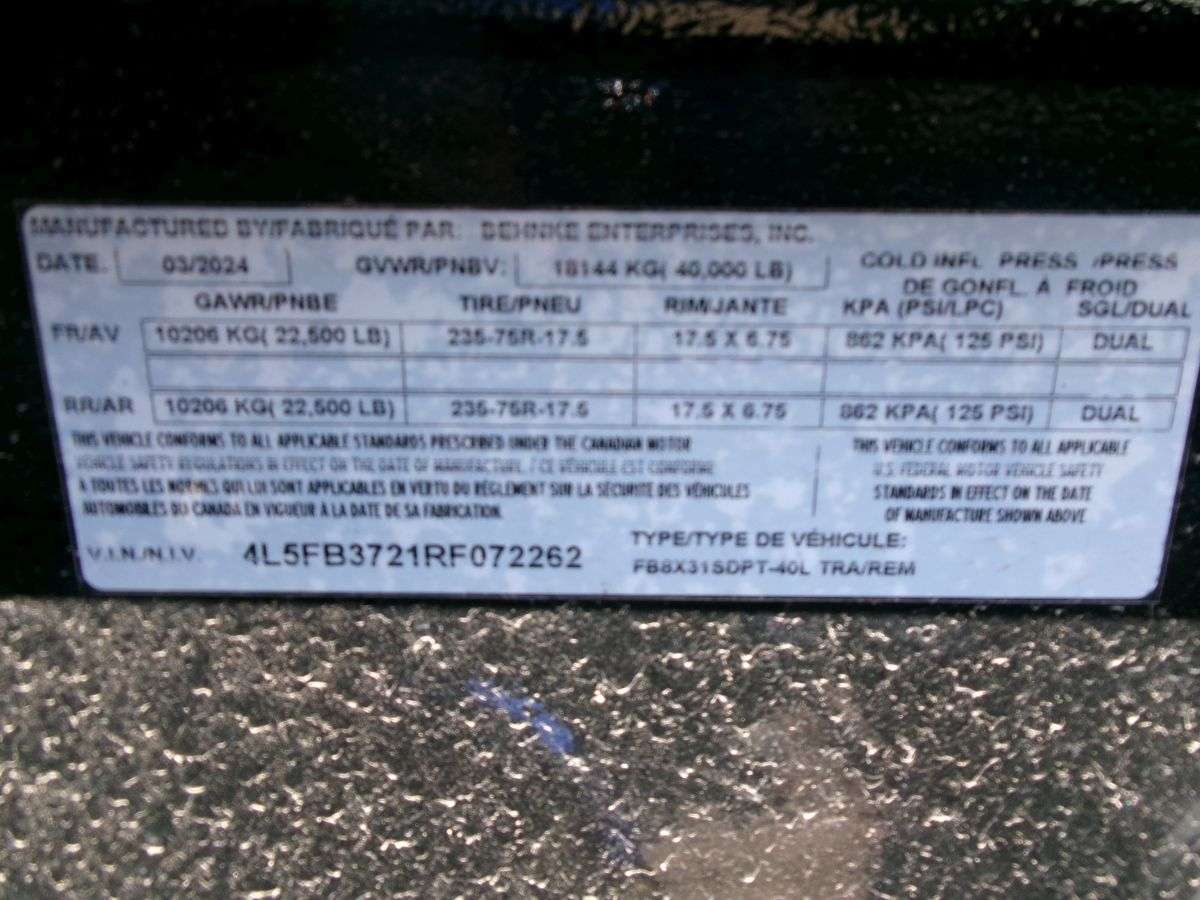 MANUFACTURED BY/FABRIQUÉ PAR: BEHNKE ENTERPRISES, INC.
DATE. 03/2024 GVWR/PNBV: 18144 KG( 40,000 LB) COLD INFL PRESS /PRESS
DE GONFL. À FROID
GAWR/PNBE TIRE/PNEU RIM/JANTE KPA (PSI/LPC) SGL/DUAL
FR/AV 10206 KG( 22,500 LB) 235-75R-17.5 17.5 X 6.75 862 KPA( 125 PSI) DUAL
RR/AR 10206 KG( 22,500 LB) 235-75R-17.5 17.5 X 6.75 862 KPA( 125 PSI) DUAL
THIS VEHICLE CONFORMS TO ALL APPLICABLE STANDARDS PRESCRIBED UNDER THE CANADIAN MOTOR
VEHICLE SAFETY REGULATIONS IN EFFECT ON THE DATE OF MANUFACTURE. / CE VÉHICULE EST CONFORME
À TOUTES LES NORMES QUI LUI SONT APPLICABLES EN VERTU DU RÈGLEMENT SUR LA SÉCURITÉ DES VÉHICULES
AUTOMOBILES DU CANADA EN VIGUEUR À LA DATE DE SA FABRICATION.
THIS VEHICLE CONFORMS TO ALL APPLICABLE
U.S. FEDERAL MOTOR VEHICLE SAFETY
STANDARDS IN EFFECT ON THE DATE
OF MANUFACTURE SHOWN ABOVE
V.I.N./N.I.V. 4L5FB3721RF072262 TYPE/TYPE DE VÉHICULE:
FB8X31SDPT-40L TRA/REM